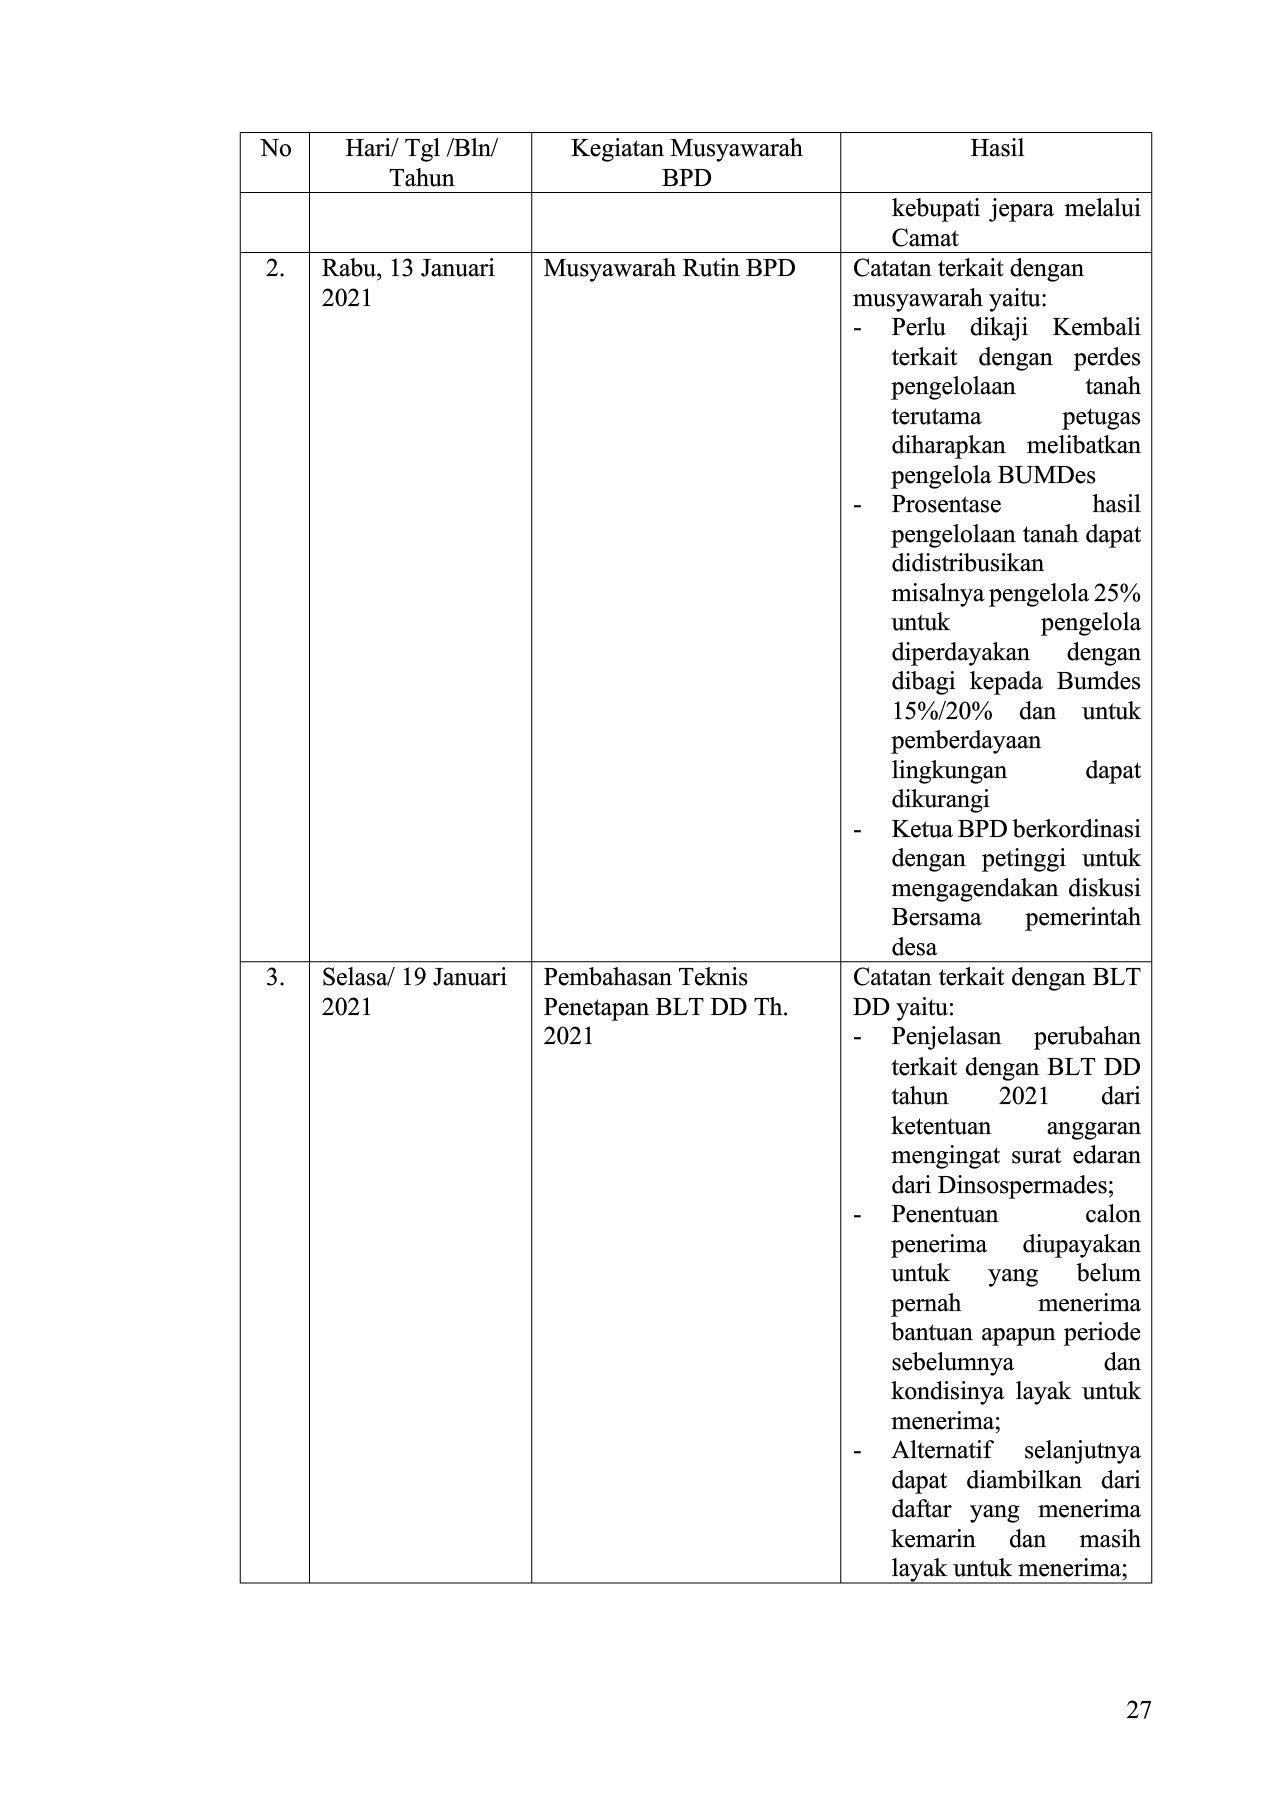 No Hari/ Tgl /Bln/ Kegiatan Musyawarah Hasil
Tahun BPD
kebupati jepara melalui
Camat
2. Rabu, 13 Januari Musyawarah Rutin BPD Catatan terkait dengan
2021 musyawarah yaitu:
- Perlu dikaji Kembali
terkait dengan perdes
pengelolaan tanah
terutama petugas
diharapkan melibatkan
pengelola BUMDes
- Prosentase hasil
pengelolaan tanah dapat
didistribusikan
misalnya pengelola 25%
untuk pengelola
diperdayakan dengan
dibagi kepada Bumdes
15%/20% dan untuk
pemberdayaan
lingkungan dapat
dikurangi
- Ketua BPD berkordinasi
dengan petinggi untuk
mengagendakan diskusi
Bersama pemerintah
desa
3. Selasa/ 19 Januari Pembahasan Teknis Catatan terkait dengan BLT
2021 Penetapan BLT DD Th. DD yaitu:
2021 - Penjelasan perubahan
terkait dengan BLT DD
tahun 2021 dari
ketentuan anggaran
mengingat surat edaran
dari Dinsospermades;
- Penentuan calon
penerima diupayakan
untuk yang belum
pernah menerima
bantuan apapun periode
sebelumnya dan
kondisinya layak untuk
menerima;
- Alternatif selanjutnya
dapat diambilkan dari
daftar yang menerima
kemarin dan masih
layak untuk menerima;
27